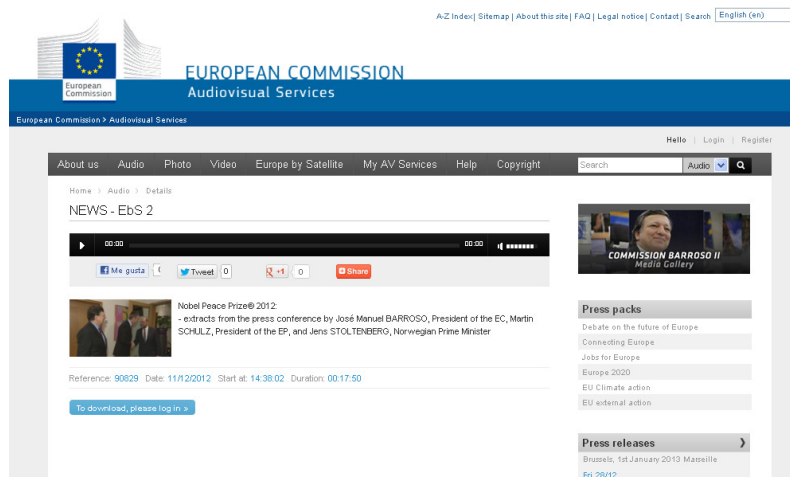 A-Z Index| Sitemap | About this site| FAQ | Legal notice| Contact| Search English (en)
European
Commission
EUROPEAN COMMISSION
Audiovisual Services
European Commission > Audiovisual Services
Hello | Login | Register
About us Audio Photo Video Europe by Satellite My AV Services Help Copyright Search Audio
Home > Audio > Details
NEWS - EbS 2
00:00 00:00
Me gusta Tweet 0 +1 0 Share
COMMISSION BARROSO II
Media Gallery
Nobel Peace Prize® 2012:
- extracts from the press conference by José Manuel BARROSO, President of the EC, Martin
SCHULZ, President of the EP, and Jens STOLTENBERG, Norwegian Prime Minister
Reference: 90829 Date: 11/12/2012 Start at: 14:38:02 Duration: 00:17:50
To download, please log in »
Press packs
Debate on the future of Europe
Connecting Europe
Jobs for Europe
Europe 2020
EU Climate action
EU external action
Press releases
Brussels, 1st January 2013 Marseille
Fri 28/12